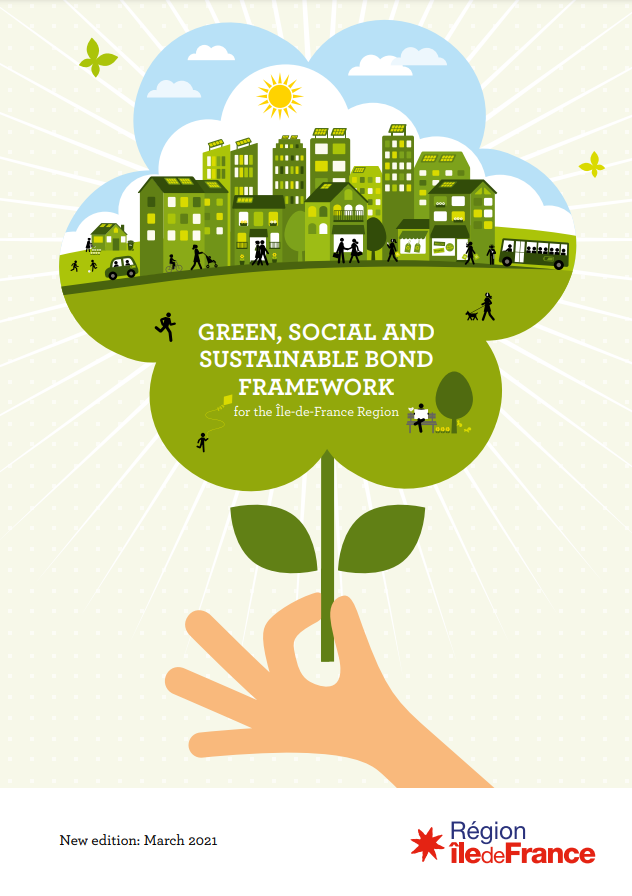 GREEN, SOCIAL AND
SUSTAINABLE BOND
FRAMEWORK
for the Île-de-France Region
New edition: March 2021
Région
îledeFrance